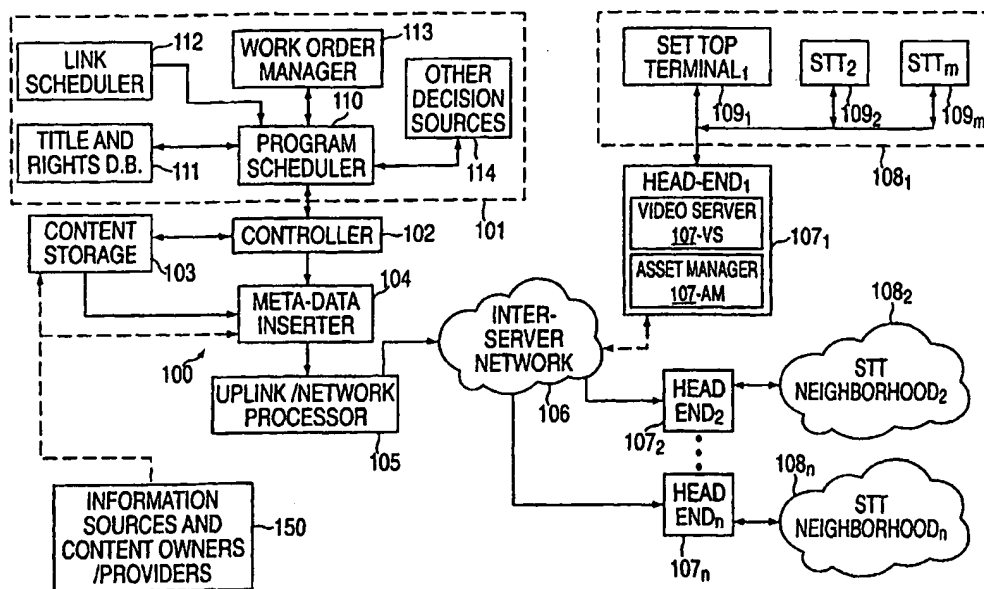 112
LINK
SCHEDULER
WORK ORDER
MANAGER
113
110
OTHER
DECISION
SOURCES
114
TITLE AND
RIGHTS D.B.
111
PROGRAM
SCHEDULER
101
CONTENT
STORAGE
103
CONTROLLER
102
META-DATA
INSERTER
104
100
UPLINK /NETWORK
PROCESSOR
105
INFORMATION
SOURCES AND
CONTENT OWNERS
/PROVIDERS
150
INTER-
SERVER
NETWORK
106
SET TOP
TERMINAL1
1091
STT2
1092
STTm
109m
1081
HEAD-END1
VIDEO SERVER
107-VS
ASSET MANAGER
107-AM
1071
HEAD
END2
1072
1082
STT
NEIGHBORHOOD2
HEAD
ENDn
107n
108n
STT
NEIGHBORHOODn